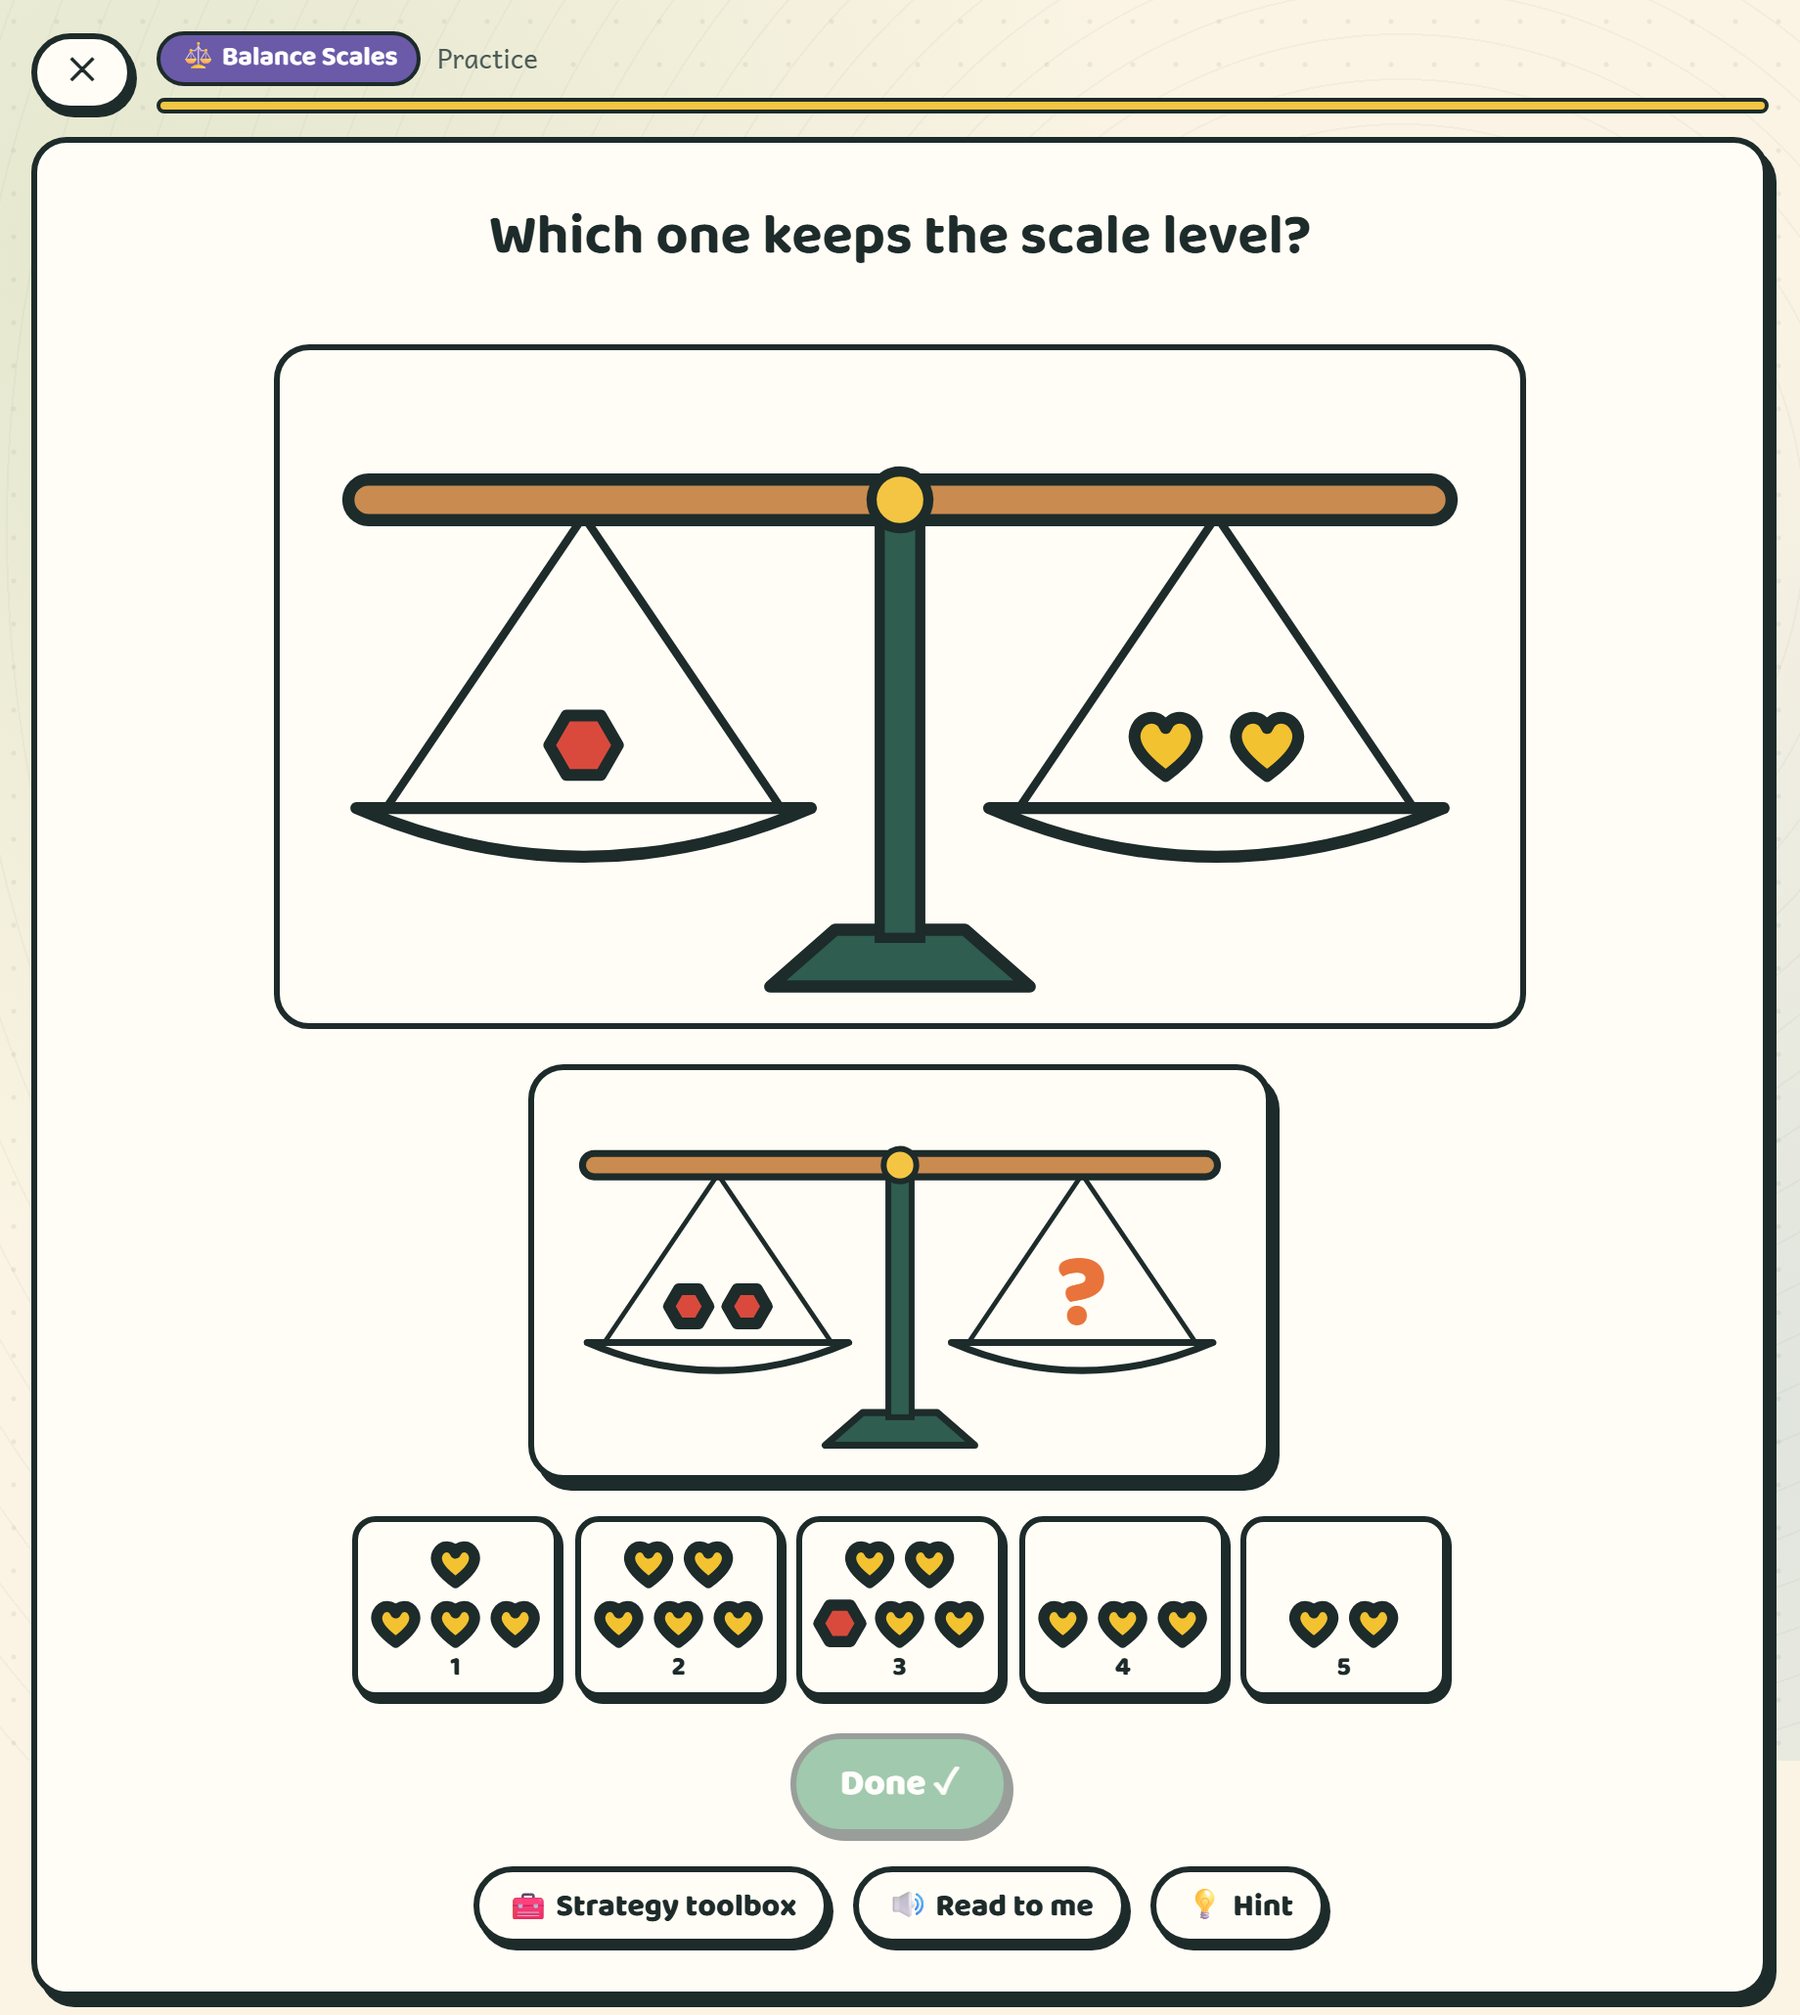 Balance Scales
Practice
Which one keeps the scale level?
?
1
2
3
4
5
Done ✓
Strategy toolbox
Read to me
Hint